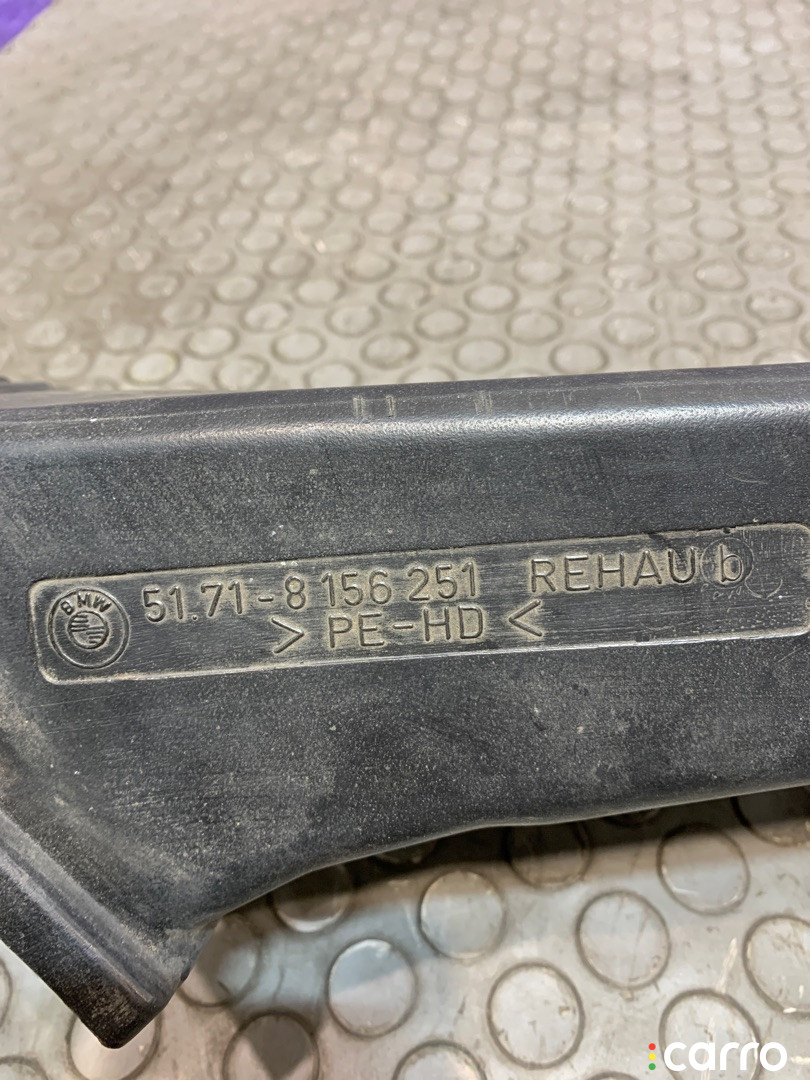 BMW 51.71-8 156 251 REHAU b
> PE-HD <
carro